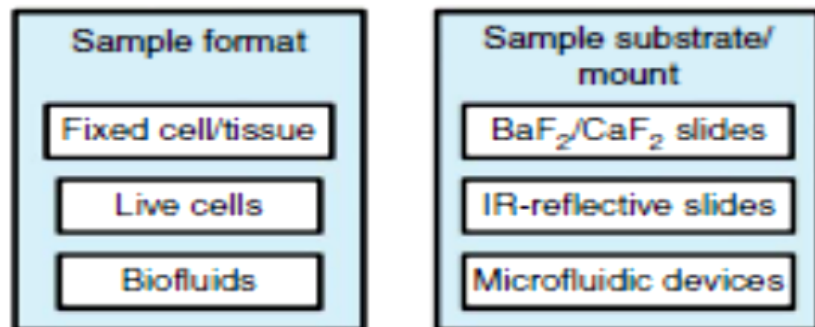 Sample format
Fixed cell/tissue
Live cells
Biofluids
Sample substrate/
mount
BaF₂/CaF₂ slides
IR-reflective slides
Microfluidic devices